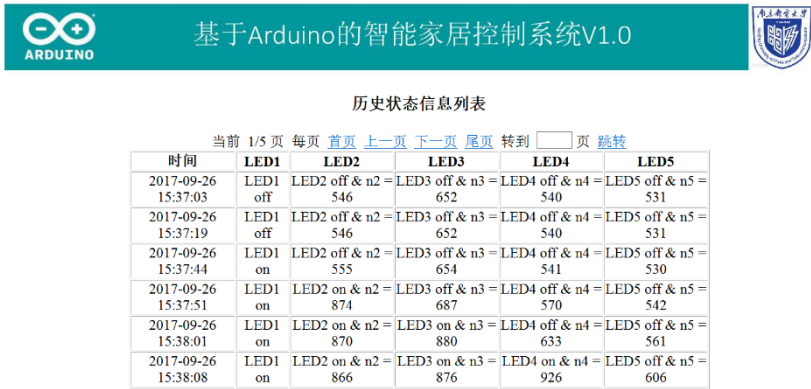 ARDUINO
基于Arduino的智能家居控制系统V1.0
历史状态信息列表
当前 1/5 页 每页 首页 上一页 下一页 尾页 转到 页 跳转
时间 LED1 LED2 LED3 LED4 LED5
2017-09-26 LED1 LED2 off & n2 = LED3 off & n3 = LED4 off & n4 = LED5 off & n5 =
15:37:03 off 546 652 540 531
2017-09-26 LED1 LED2 off & n2 = LED3 off & n3 = LED4 off & n4 = LED5 off & n5 =
15:37:19 off 546 652 540 531
2017-09-26 LED1 LED2 off & n2 = LED3 off & n3 = LED4 off & n4 = LED5 off & n5 =
15:37:44 on 555 654 541 530
2017-09-26 LED1 LED2 on & n2 = LED3 off & n3 = LED4 off & n4 = LED5 off & n5 =
15:37:51 on 874 687 570 542
2017-09-26 LED1 LED2 on & n2 = LED3 on & n3 = LED4 off & n4 = LED5 off & n5 =
15:38:01 on 870 880 633 561
2017-09-26 LED1 LED2 on & n2 = LED3 on & n3 = LED4 on & n4 = LED5 off & n5 =
15:38:08 on 866 876 926 606